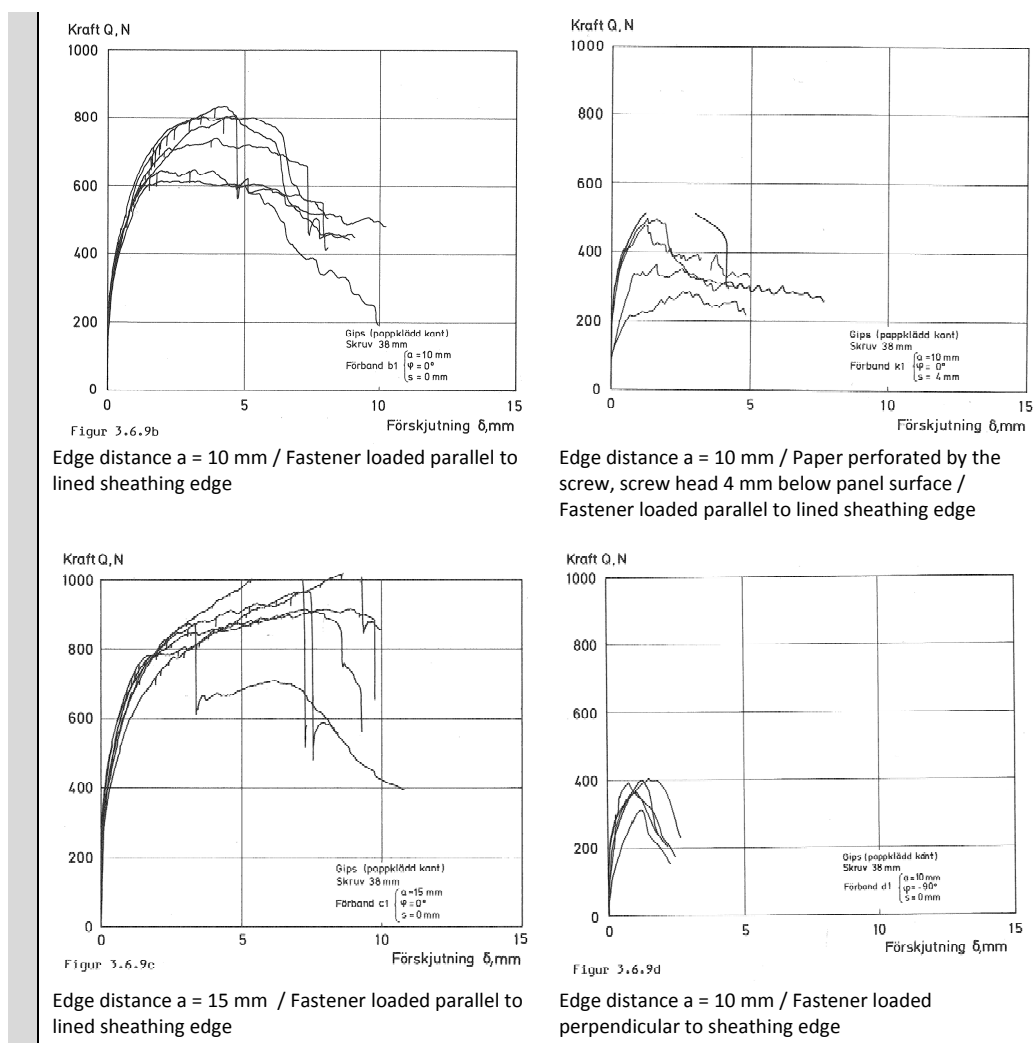 Kraft Q, N
1000
800
600
400
200
0
0 5 10 15
Gips (pappklädd kant)
Skruv 38 mm
Förband b1 a = 10 mm
φ = 0°
s = 0 mm
Förskjutning δ,mm
Figur 3.6.9b
Edge distance a = 10 mm / Fastener loaded parallel to
lined sheathing edge
Kraft Q, N
1000
800
600
400
200
0
0 5 10 15
Gips (pappklädd kant)
Skruv 38 mm
Förband k1 a = 10 mm
φ = 0°
s = 4 mm
Förskjutning δ,mm
Edge distance a = 10 mm / Paper perforated by the
screw, screw head 4 mm below panel surface /
Fastener loaded parallel to lined sheathing edge
Kraft Q, N
1000
800
600
400
200
0
0 5 10 15
Gips (pappklädd kant)
Skruv 38 mm
Förband c1 a = 15 mm
φ = 0°
s = 0 mm
Förskjutning δ,mm
Figur 3.6.9c
Edge distance a = 15 mm / Fastener loaded parallel to
lined sheathing edge
Kraft Q, N
1000
800
600
400
200
0
0 5 10 15
Gips (pappklädd kant)
Skruv 38 mm
Förband d1 a = 10 mm
φ = -90°
s = 0 mm
Förskjutning δ,mm
Figur 3.6.9d
Edge distance a = 10 mm / Fastener loaded
perpendicular to sheathing edge